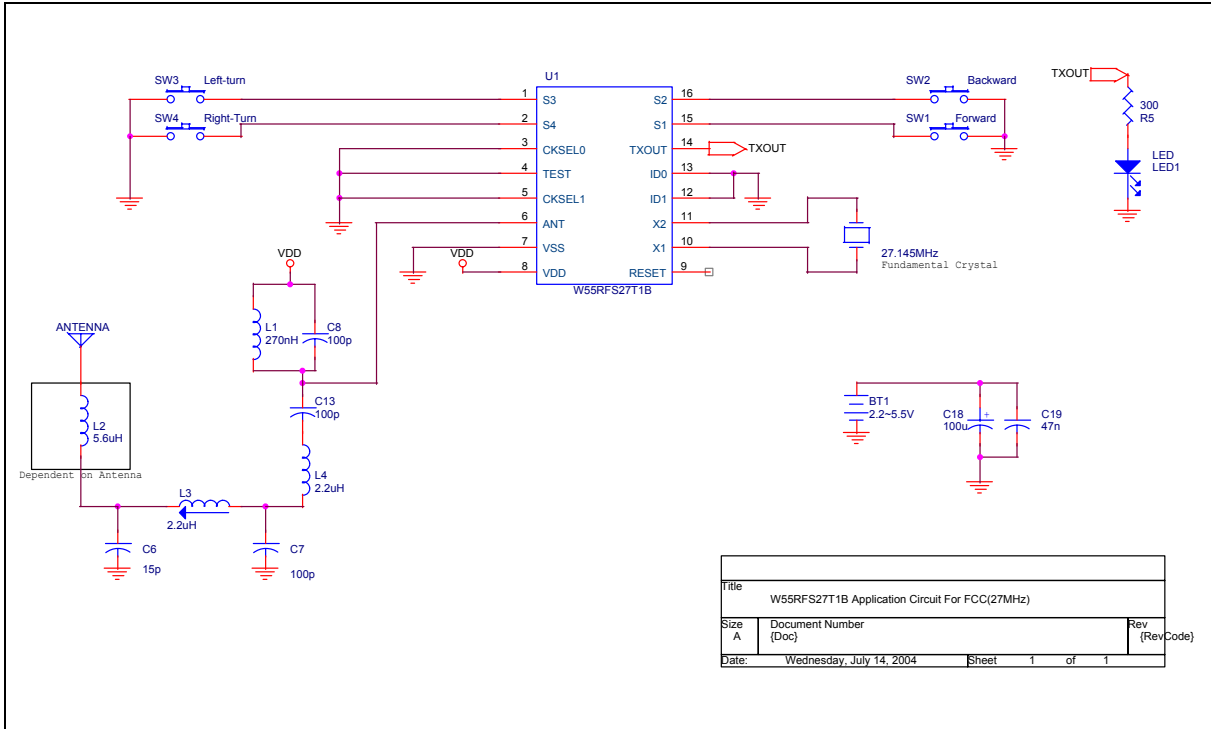 U1
SW3 Left-turn
SW4 Right-Turn
1 S3
2 S4
3 CKSEL0
4 TEST
5 CKSEL1
6 ANT
7 VSS
8 VDD
S2 16
S1 15
TXOUT 14
ID0 13
ID1 12
X2 11
X1 10
RESET 9
W55RFS27T1B
SW2 Backward
SW1 Forward
TXOUT
27.145MHz
Fundamental Crystal
TXOUT
300
R5
LED
LED1
VDD
VDD
L1
270nH
C8
100p
ANTENNA
L2
5.6uH
Dependent on Antenna
C13
100p
L4
2.2uH
L3
2.2uH
C6
15p
C7
100p
BT1
2.2~5.5V
C18
100u
+
C19
47n
Title
W55RFS27T1B Application Circuit For FCC(27MHz)
Size
A
Document Number
{Doc}
Rev
{RevCode}
Date: Wednesday, July 14, 2004 Sheet 1 of 1